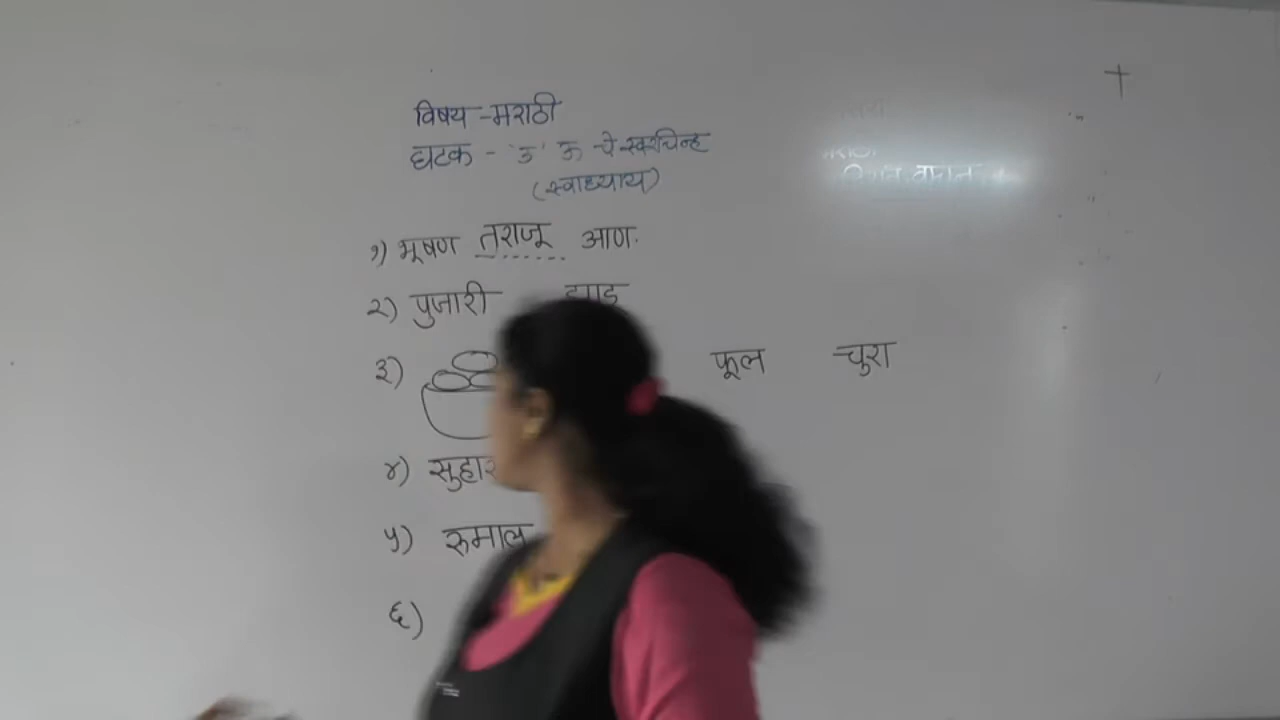 विषय - मराठी
घटक - 'उ' ऊ चे स्वरचिन्ह
(स्वाध्याय)
१) भूषण तराजू आण.
२) पुजारी झाड
३) फूल चुरा
४) सुहास
५) रुमाल
६)